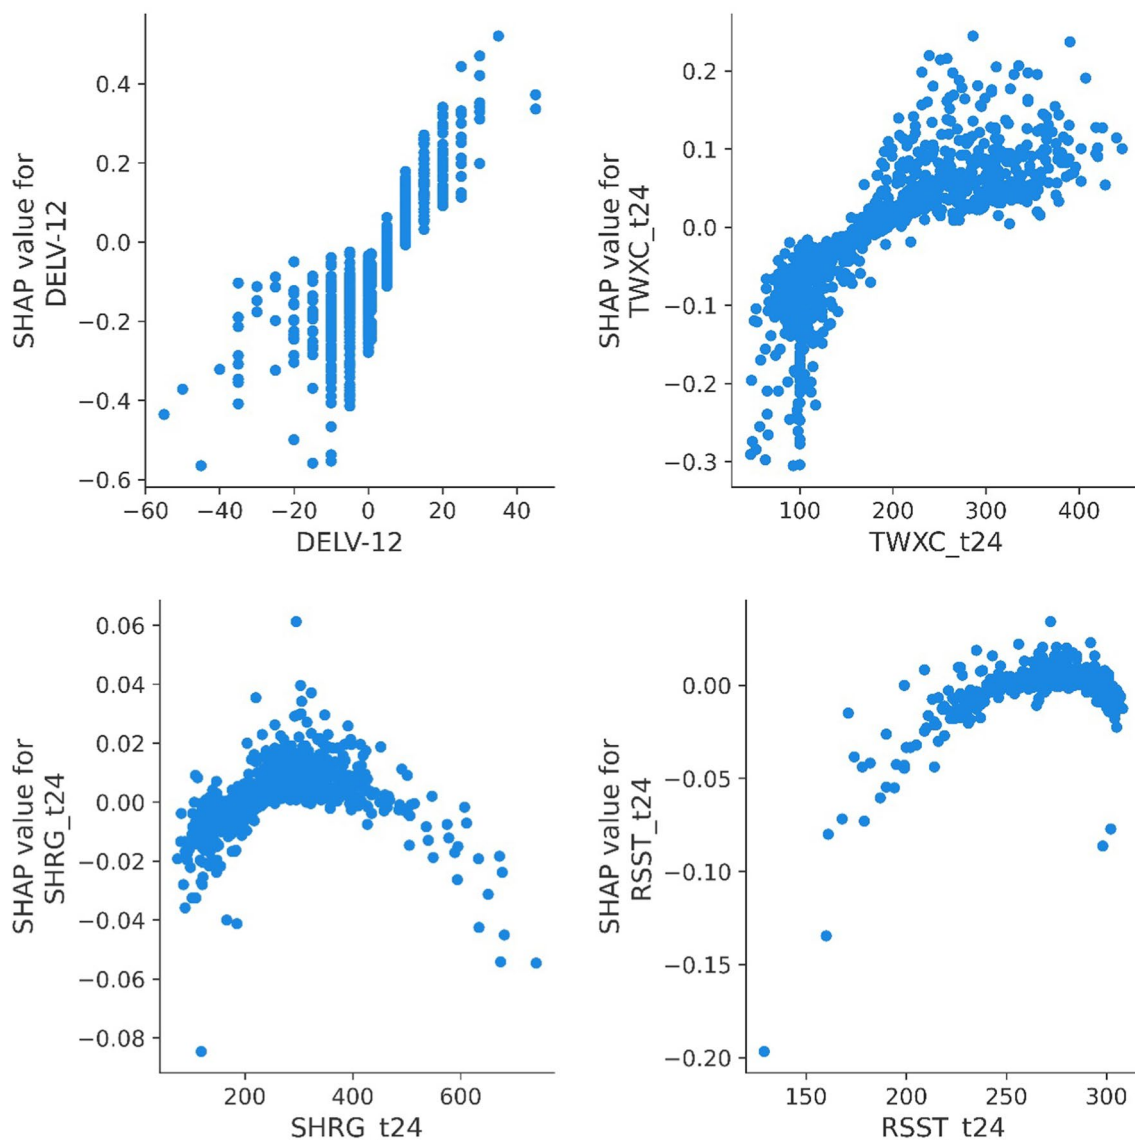 SHAP value for
DELV-12
0.4
0.2
0.0
−0.2
−0.4
−0.6
−60 −40 −20 0 20 40
DELV-12
SHAP value for
TWXC_t24
0.2
0.1
0.0
−0.1
−0.2
−0.3
100 200 300 400
TWXC_t24
SHAP value for
SHRG_t24
0.06
0.04
0.02
0.00
−0.02
−0.04
−0.06
−0.08
200 400 600
SHRG_t24
SHAP value for
RSST_t24
0.00
−0.05
−0.10
−0.15
−0.20
150 200 250 300
RSST_t24